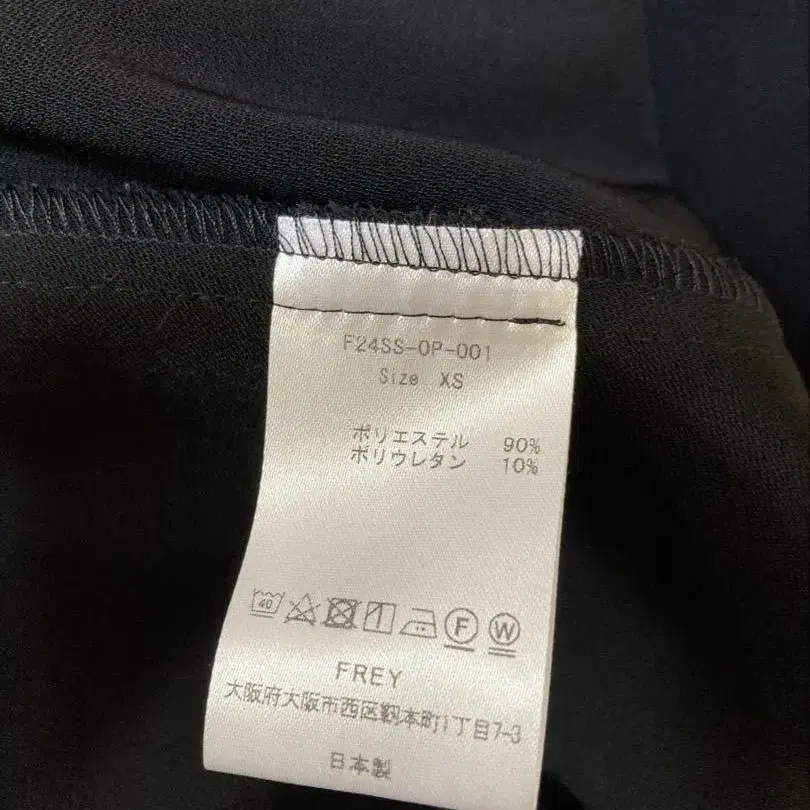 F24SS-OP-001
Size XS
ポリエステル 90%
ポリウレタン 10%
40
F W
FREY
大阪府大阪市西区靱本町1丁目7-3
日本製